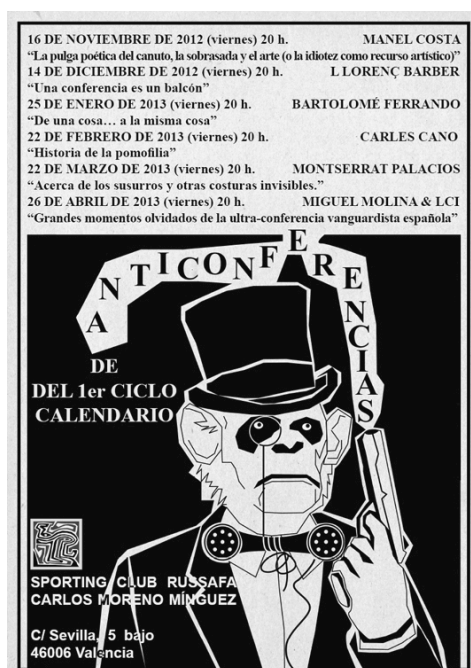 16 DE NOVIEMBRE DE 2012 (viernes) 20 h. MANEL COSTA
“La pulga poética del canuto, la sobrasada y el arte (o la idiotez como recurso artístico)”
14 DE DICIEMBRE DE 2012 (viernes) 20 h. L LORENÇ BARBER
“Una conferencia es un balcón”
25 DE ENERO DE 2013 (viernes) 20 h. BARTOLOMÉ FERRANDO
“De una cosa… a la misma cosa”
22 DE FEBRERO DE 2013 (viernes) 20 h. CARLES CANO
“Historia de la pomofilia”
22 DE MARZO DE 2013 (viernes) 20 h. MONTSERRAT PALACIOS
“Acerca de los susurros y otras costuras invisibles.”
26 DE ABRIL DE 2013 (viernes) 20 h. MIGUEL MOLINA & LCI
“Grandes momentos olvidados de la ultra-conferencia vanguardista española”
ANTICONFERENCIAS
DE
DEL 1er CICLO
CALENDARIO
SPORTING CLUB RUSSAFA
CARLOS MORENO MÍNGUEZ
C/ Sevilla, 5 bajo
46006 Valencia